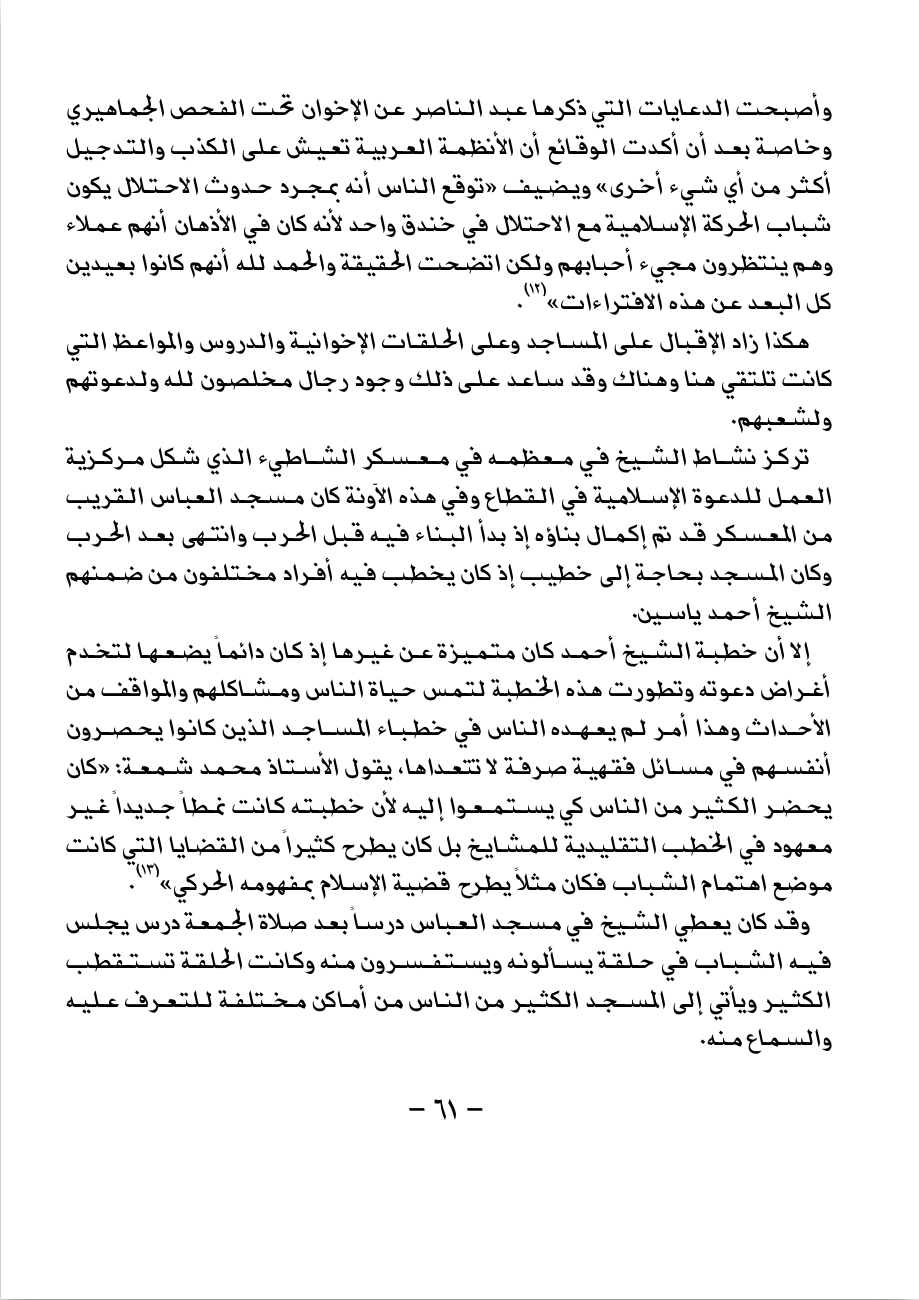 وأصبحت الدعايات التي ذكرها عبد الناصر عن الإخوان تحت الفحص الجماهيري
وخاصة بعد أن أكدت الوقائع أن الأنظمة العربية تعيش على الكذب والتدجيل
أكثر من أي شيء أخرى» ويضيف «توقع الناس أنه بمجرد حدوث الاحتلال يكون
شباب الحركة الإسلامية مع الاحتلال في خندق واحد لأنه كان في الأذهان أنهم عملاء
وهم ينتظرون مجيء أحبابهم ولكن اتضحت الحقيقة والحمد لله أنهم كانوا بعيدين
كل البعد عن هذه الافتراءات»(١٢).
هكذا زاد الإقبال على المساجد وعلى الحلقات الإخوانية والدروس والمواعظ التي
كانت تلتقي هنا وهناك وقد ساعد على ذلك وجود رجال مخلصون لله ولدعوتهم
ولشعبهم.
تركز نشاط الشيخ في معظمه في معسكر الشاطيء الذي شكل مركزية
العمل للدعوة الإسلامية في القطاع وفي هذه الآونة كان مسجد العباس القريب
من المعسكر قد تم إكمال بناؤه إذ بدأ البناء فيه قبل الحرب وانتهى بعد الحرب
وكان المسجد بحاجة إلى خطيب إذ كان يخطب فيه أفراد مختلفون من ضمنهم
الشيخ أحمد ياسين.
إلا أن خطبة الشيخ أحمد كان متميزة عن غيرها إذ كان دائماً يضعها لتخدم
أغراض دعوته وتطورت هذه الخطبة لتمس حياة الناس ومشاكلهم والمواقف من
الأحداث وهذا أمر لم يعهده الناس في خطباء المساجد الذين كانوا يحصرون
أنفسهم في مسائل فقهية صرفة لا تتعداها، يقول الأستاذ محمد شمعة: «كان
يحضر الكثير من الناس كي يستمعوا إليه لأن خطبته كانت نمطاً جديداً غير
معهود في الخطب التقليدية للمشايخ بل كان يطرح كثيراً من القضايا التي كانت
موضع اهتمام الشباب فكان مثلاً يطرح قضية الإسلام بمفهومه الحركي»(١٣).
وقد كان يعطي الشيخ في مسجد العباس درساً بعد صلاة الجمعة درس يجلس
فيه الشباب في حلقة يسألونه ويستفسرون منه وكانت الحلقة تستقطب
الكثير ويأتي إلى المسجد الكثير من الناس من أماكن مختلفة للتعرف عليه
والسماع منه.
– ٦١ –